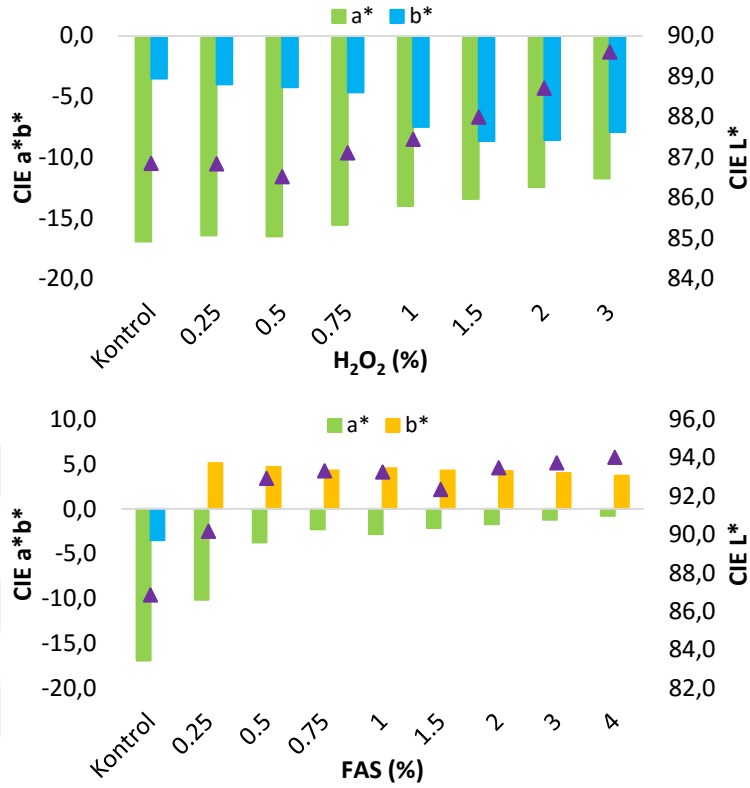 a* b*
0,0
-5,0
-10,0
-15,0
-20,0
CIE a*b*
90,0
89,0
88,0
87,0
86,0
85,0
84,0
CIE L*
Kontrol 0.25 0.5 0.75 1 1.5 2 3
H₂O₂ (%)
a* b*
10,0
5,0
0,0
-5,0
-10,0
-15,0
-20,0
CIE a*b*
96,0
94,0
92,0
90,0
88,0
86,0
84,0
82,0
CIE L*
Kontrol 0.25 0.5 0.75 1 1.5 2 3 4
FAS (%)